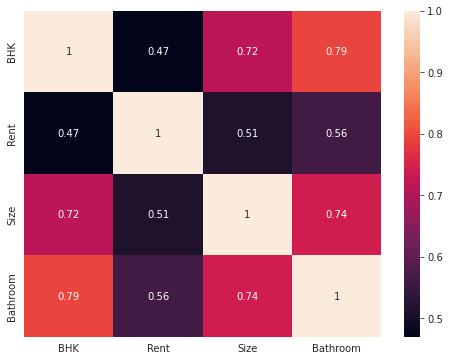 BHK 1 0.47 0.72 0.79
Rent 0.47 1 0.51 0.56
Size 0.72 0.51 1 0.74
Bathroom 0.79 0.56 0.74 1
BHK Rent Size Bathroom
1.0
0.9
0.8
0.7
0.6
0.5